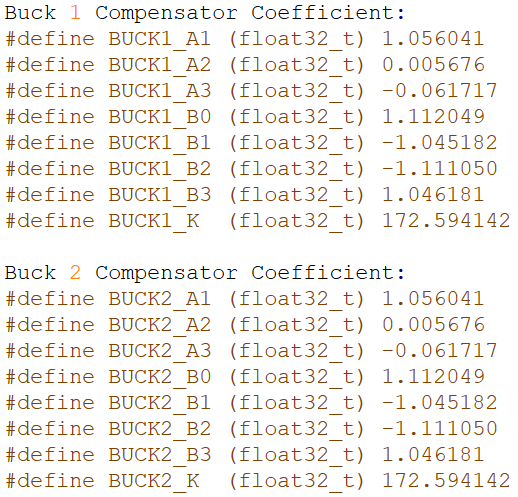 Buck 1 Compensator Coefficient:
#define BUCK1_A1 (float32_t) 1.056041
#define BUCK1_A2 (float32_t) 0.005676
#define BUCK1_A3 (float32_t) -0.061717
#define BUCK1_B0 (float32_t) 1.112049
#define BUCK1_B1 (float32_t) -1.045182
#define BUCK1_B2 (float32_t) -1.111050
#define BUCK1_B3 (float32_t) 1.046181
#define BUCK1_K  (float32_t) 172.594142

Buck 2 Compensator Coefficient:
#define BUCK2_A1 (float32_t) 1.056041
#define BUCK2_A2 (float32_t) 0.005676
#define BUCK2_A3 (float32_t) -0.061717
#define BUCK2_B0 (float32_t) 1.112049
#define BUCK2_B1 (float32_t) -1.045182
#define BUCK2_B2 (float32_t) -1.111050
#define BUCK2_B3 (float32_t) 1.046181
#define BUCK2_K  (float32_t) 172.594142